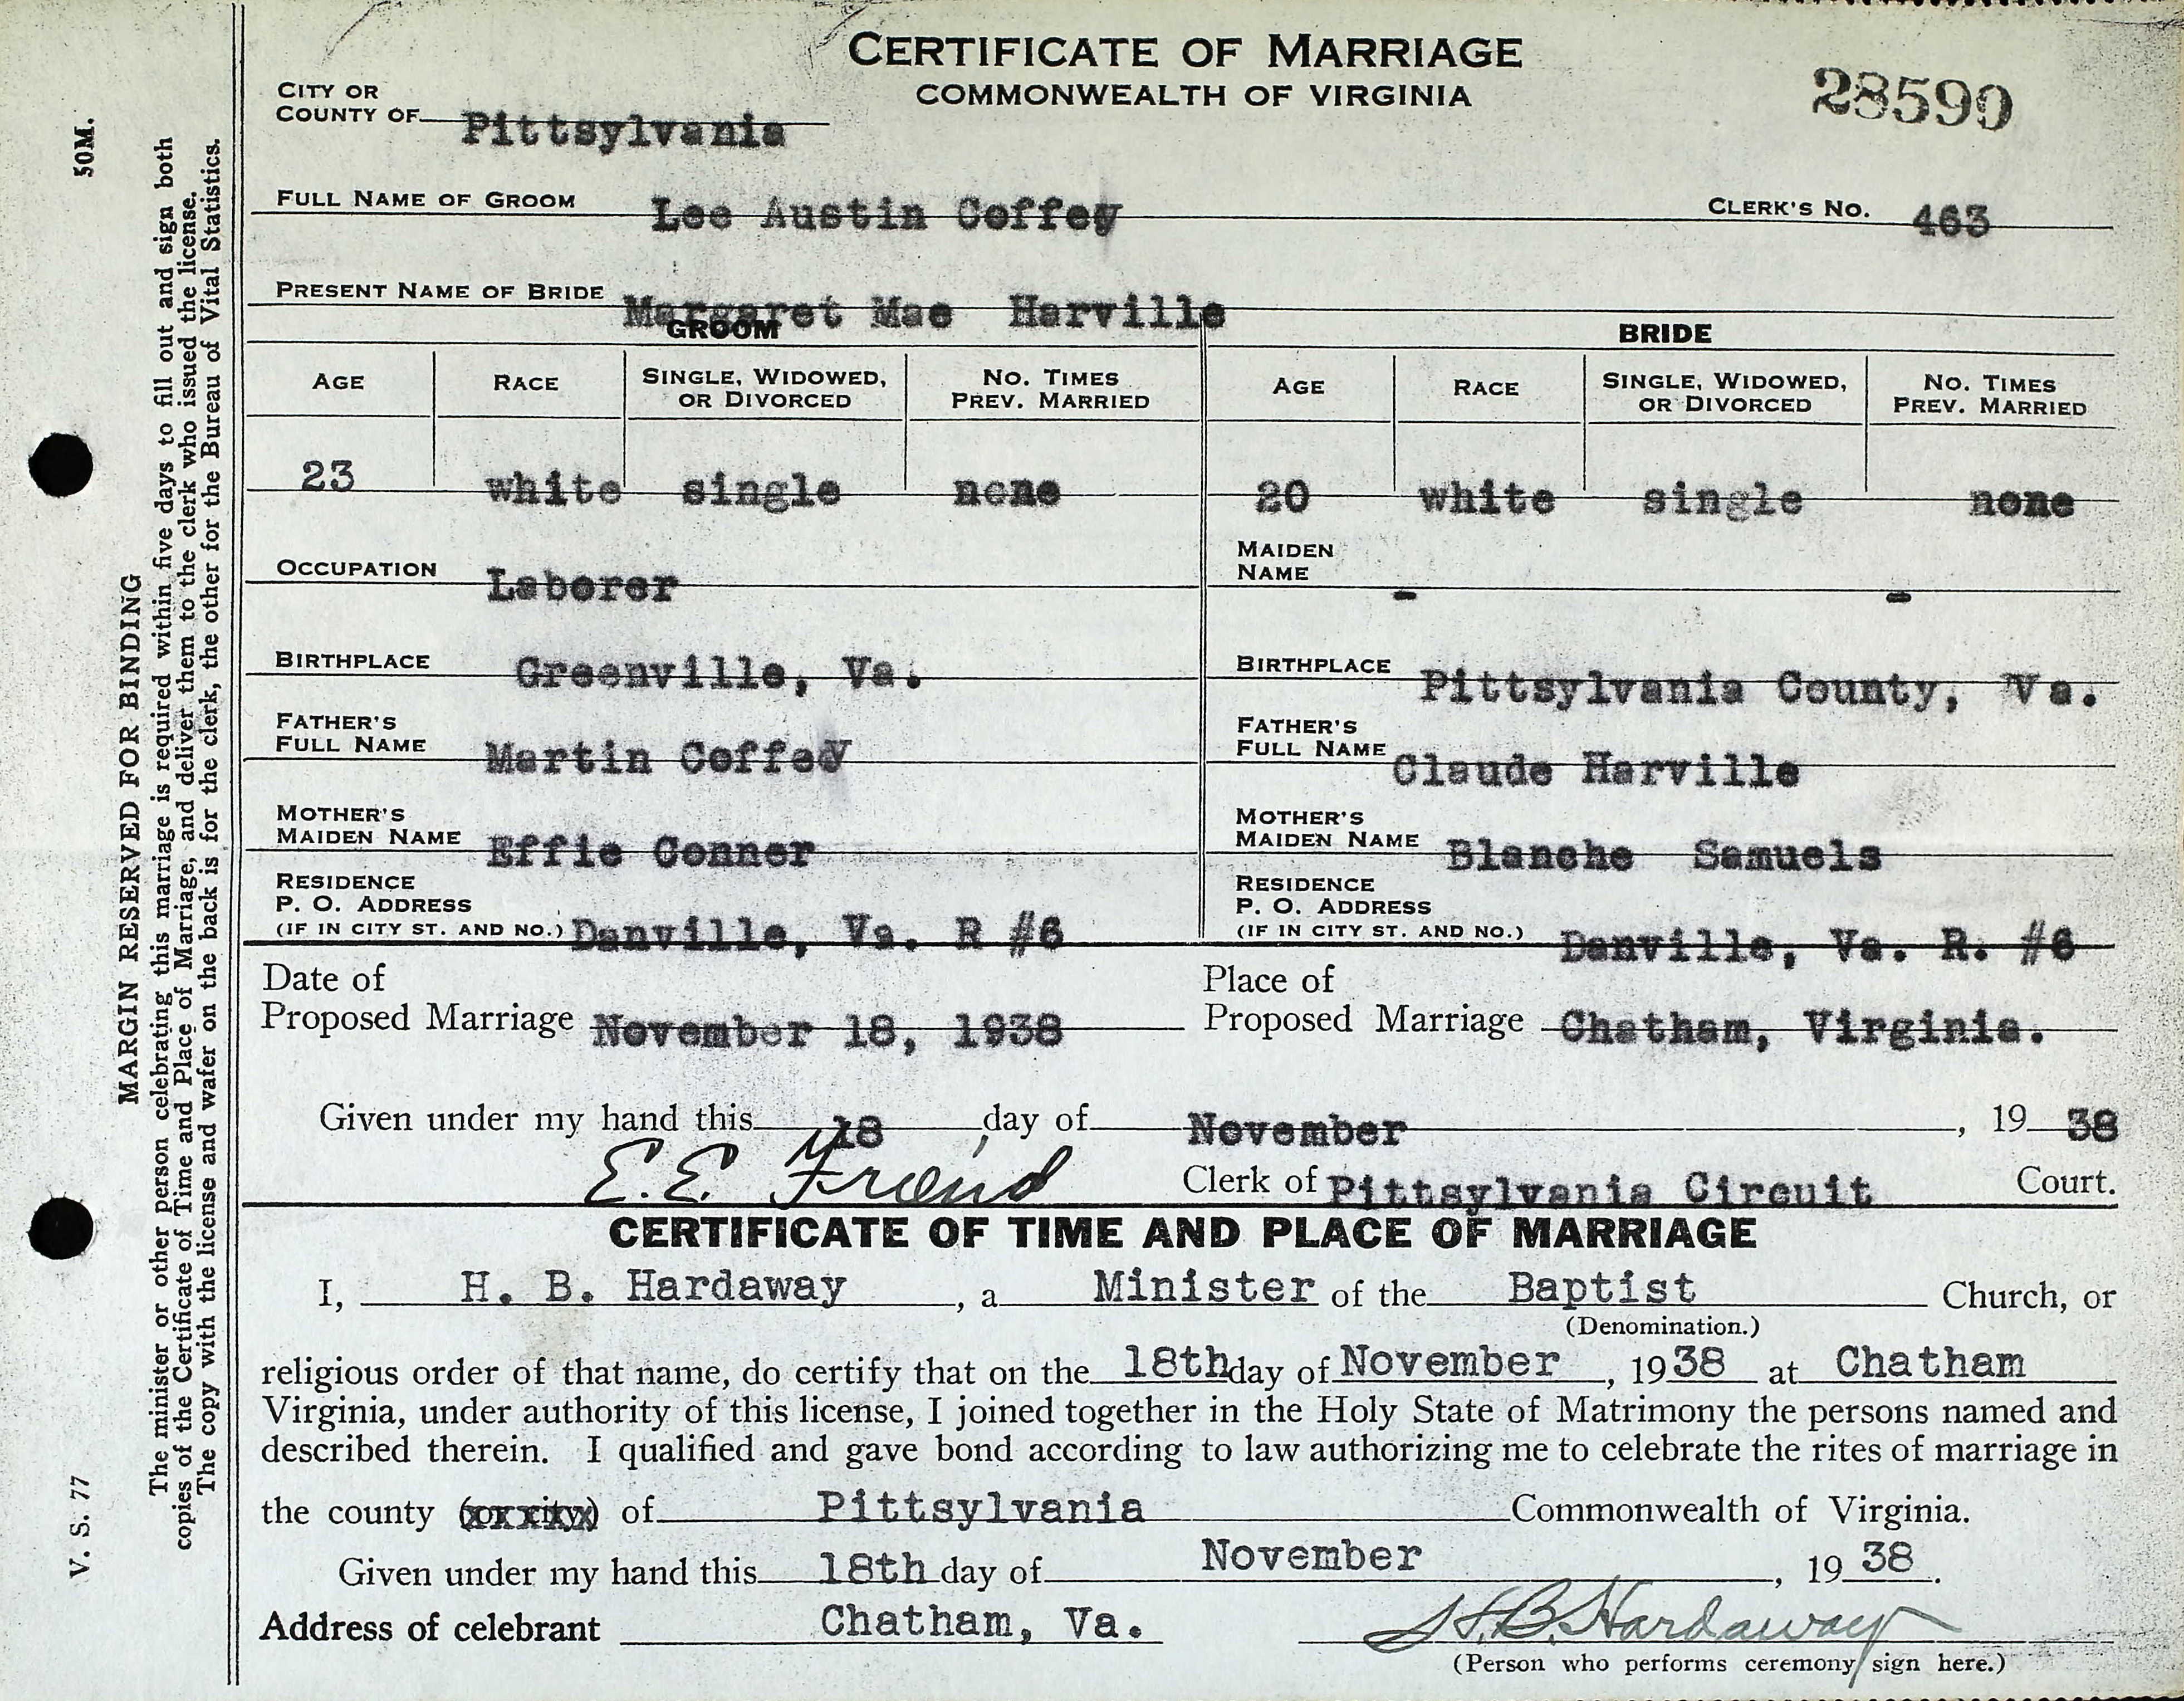 CERTIFICATE OF MARRIAGE
COMMONWEALTH OF VIRGINIA
28590
CITY OR
COUNTY OF Pittsylvania
FULL NAME OF GROOM Lee Austin Coffey CLERK'S NO. 463
PRESENT NAME OF BRIDE Margaret Mae Harville
GROOM BRIDE
AGE RACE SINGLE, WIDOWED, OR DIVORCED NO. TIMES PREV. MARRIED AGE RACE SINGLE, WIDOWED, OR DIVORCED NO. TIMES PREV. MARRIED
23 white single none 20 white single none
OCCUPATION Laborer MAIDEN NAME - -
BIRTHPLACE Greenville, Va. BIRTHPLACE Pittsylvania County, Va.
FATHER'S FULL NAME Martin Coffey FATHER'S FULL NAME Claude Harville
MOTHER'S MAIDEN NAME Effie Conner MOTHER'S MAIDEN NAME Blanche Samuels
RESIDENCE P. O. ADDRESS (IF IN CITY ST. AND NO.) Danville, Va. R #6 RESIDENCE P. O. ADDRESS (IF IN CITY ST. AND NO.) Danville, Va. R. #6
Date of Proposed Marriage November 18, 1938 Place of Proposed Marriage Chatham, Virginia.
Given under my hand this 18 day of November, 19 38
E.E. Friend Clerk of Pittsylvania Circuit Court.
CERTIFICATE OF TIME AND PLACE OF MARRIAGE
I, H. B. Hardaway, a Minister of the Baptist Church, or
(Denomination.)
religious order of that name, do certify that on the 18th day of November, 1938 at Chatham
Virginia, under authority of this license, I joined together in the Holy State of Matrimony the persons named and
described therein. I qualified and gave bond according to law authorizing me to celebrate the rites of marriage in
the county (or city) of Pittsylvania Commonwealth of Virginia.
Given under my hand this 18th day of November, 19 38.
Address of celebrant Chatham, Va. H.B. Hardaway
(Person who performs ceremony sign here.)
V. S. 77 50M.
MARGIN RESERVED FOR BINDING
The minister or other person celebrating this marriage is required within five days to fill out and sign both
copies of the Certificate of Time and Place of Marriage, and deliver them to the clerk who issued the license.
The copy with the license and wafer on the back is for the clerk, the other for the Bureau of Vital Statistics.